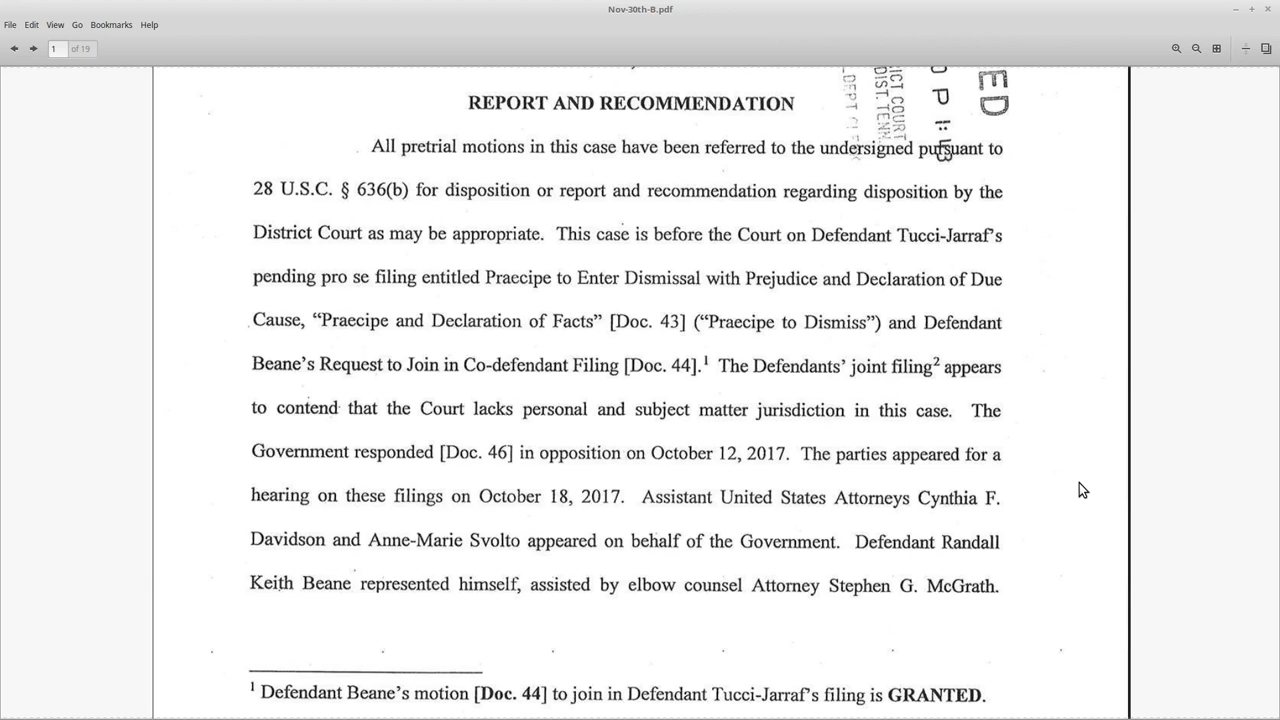 Nov-30th-B.pdf
File Edit View Go Bookmarks Help
1 of 19
REPORT AND RECOMMENDATION
All pretrial motions in this case have been referred to the undersigned pursuant to
28 U.S.C. § 636(b) for disposition or report and recommendation regarding disposition by the
District Court as may be appropriate. This case is before the Court on Defendant Tucci-Jarraf's
pending pro se filing entitled Praecipe to Enter Dismissal with Prejudice and Declaration of Due
Cause, “Praecipe and Declaration of Facts” [Doc. 43] (“Praecipe to Dismiss”) and Defendant
Beane's Request to Join in Co-defendant Filing [Doc. 44].1 The Defendants' joint filing2 appears
to contend that the Court lacks personal and subject matter jurisdiction in this case. The
Government responded [Doc. 46] in opposition on October 12, 2017. The parties appeared for a
hearing on these filings on October 18, 2017. Assistant United States Attorneys Cynthia F.
Davidson and Anne-Marie Svolto appeared on behalf of the Government. Defendant Randall
Keith Beane represented himself, assisted by elbow counsel Attorney Stephen G. McGrath.
1 Defendant Beane's motion [Doc. 44] to join in Defendant Tucci-Jarraf's filing is GRANTED.
ED
P 1:
ICT COURT
DIST. TENN
DEPT